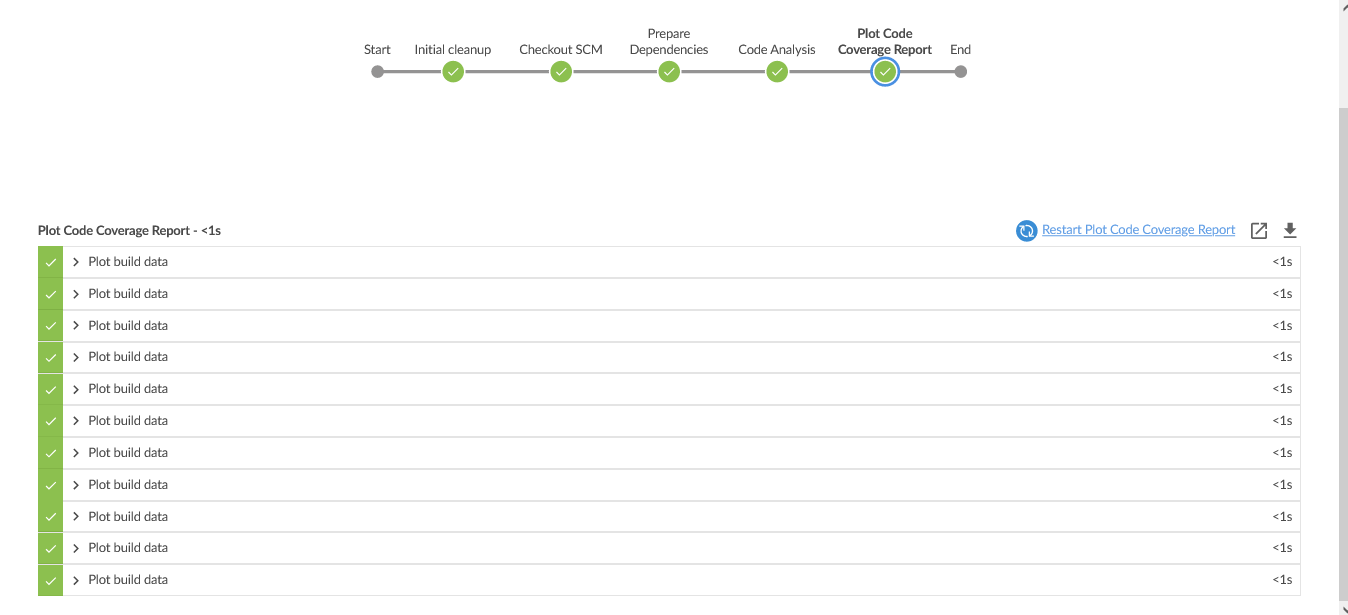 Start
Initial cleanup
Checkout SCM
Prepare
Dependencies
Code Analysis
Plot Code
Coverage Report
End
Plot Code Coverage Report - <1s
Restart Plot Code Coverage Report
Plot build data <1s
Plot build data <1s
Plot build data <1s
Plot build data <1s
Plot build data <1s
Plot build data <1s
Plot build data <1s
Plot build data <1s
Plot build data <1s
Plot build data <1s
Plot build data <1s